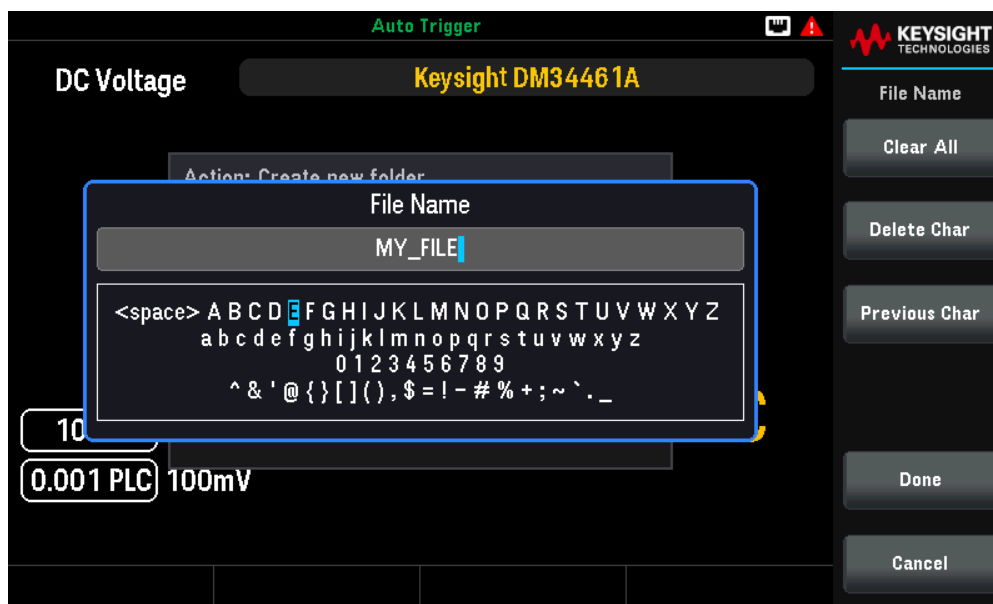 Auto Trigger
KEYSIGHT
TECHNOLOGIES
DC Voltage
Keysight DM34461A
File Name
Clear All
Action: Create new folder
File Name
MY_FILE
Delete Char
<space> A B C D E F G H I J K L M N O P Q R S T U V W X Y Z
a b c d e f g h i j k l m n o p q r s t u v w x y z
0 1 2 3 4 5 6 7 8 9
^ & ' @ { } [ ] ( ) , $ = ! - # % + ; ~ ` . _
Previous Char
10
0.001 PLC 100mV
Done
Cancel